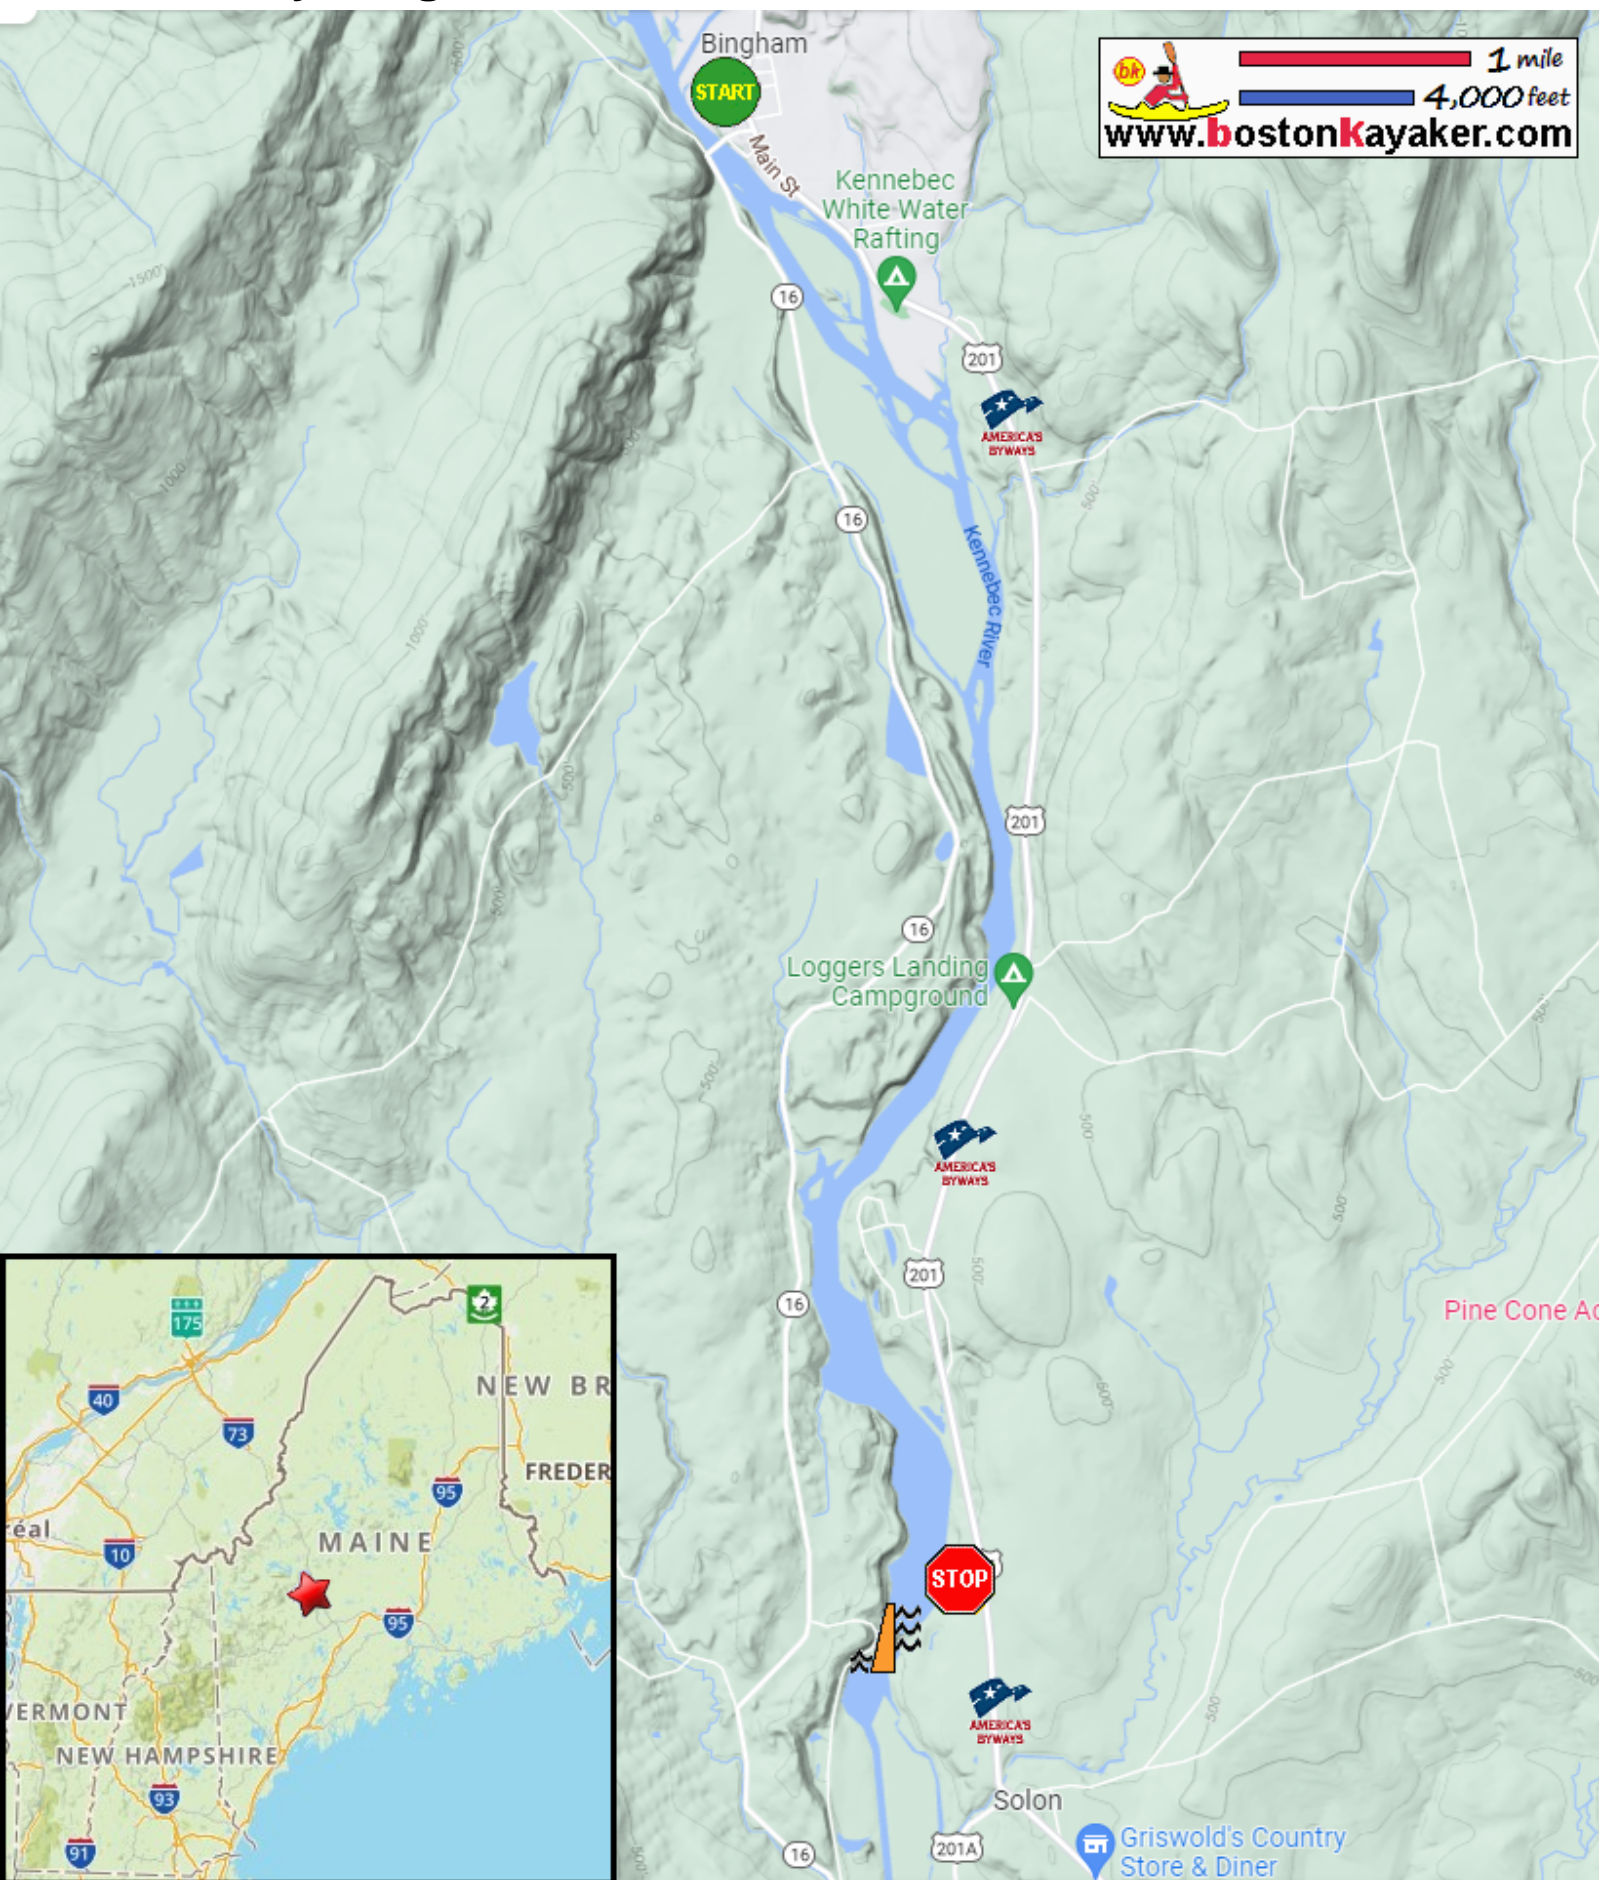 Bingham
START
Main St
bk
1 mile
4,000 feet
www.bostonkayaker.com
Kennebec
White Water
Rafting
500'
1500'
16
201
AMERICA'S
BYWAYS
1000'
500'
16
Kennebec River
1000'
500'
201
500'
16
Loggers Landing
Campground
500'
500'
500'
AMERICA'S
BYWAYS
500'
500'
201
16
Pine Cone Ac
500'
500'
STOP
500'
500'
AMERICA'S
BYWAYS
Solon
Griswold's Country
Store & Diner
201A
16
500'
175
2
40
73
NEW BR
FREDER
95
réal
10
MAINE
95
VERMONT
NEW HAMPSHIRE
93
91